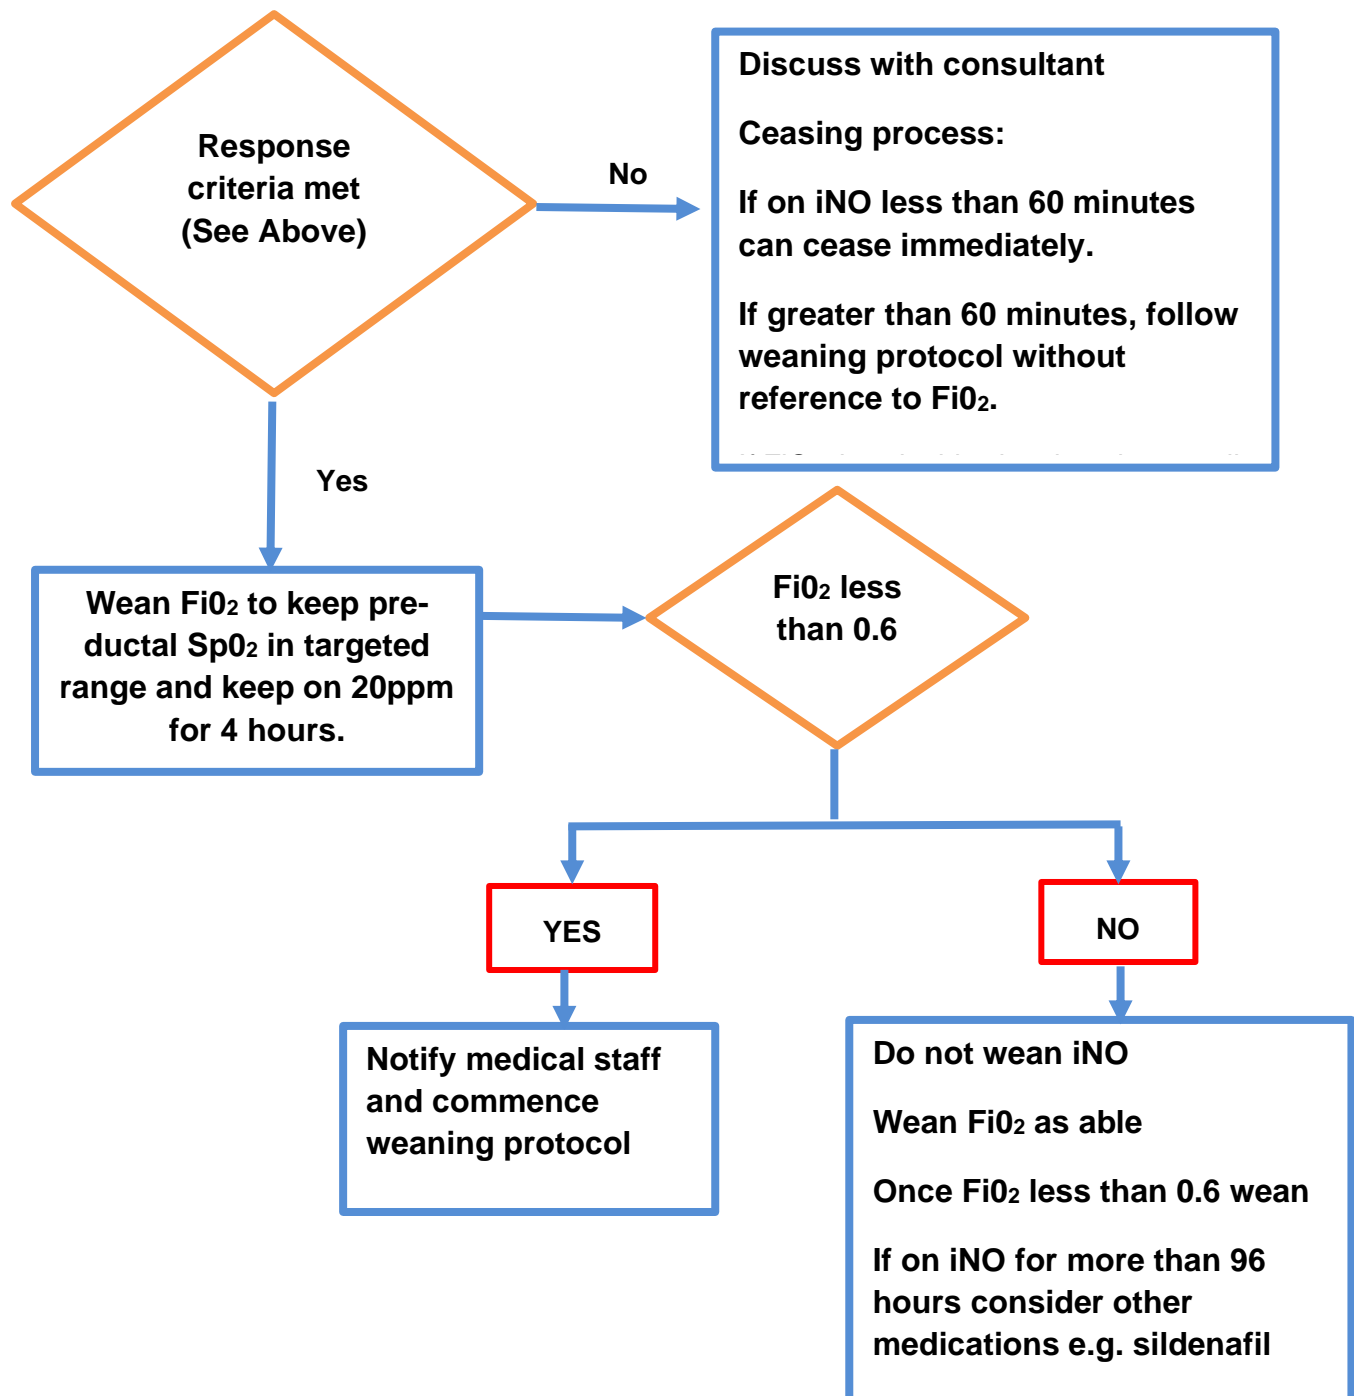 Response
criteria met
(See Above)
No
Discuss with consultant
Ceasing process:
If on iNO less than 60 minutes
can cease immediately.
If greater than 60 minutes, follow
weaning protocol without
reference to Fi0₂.
Yes
Wean Fi0₂ to keep pre-
ductal Sp0₂ in targeted
range and keep on 20ppm
for 4 hours.
Fi0₂ less
than 0.6
YES
NO
Notify medical staff
and commence
weaning protocol
Do not wean iNO
Wean Fi0₂ as able
Once Fi0₂ less than 0.6 wean
If on iNO for more than 96
hours consider other
medications e.g. sildenafil